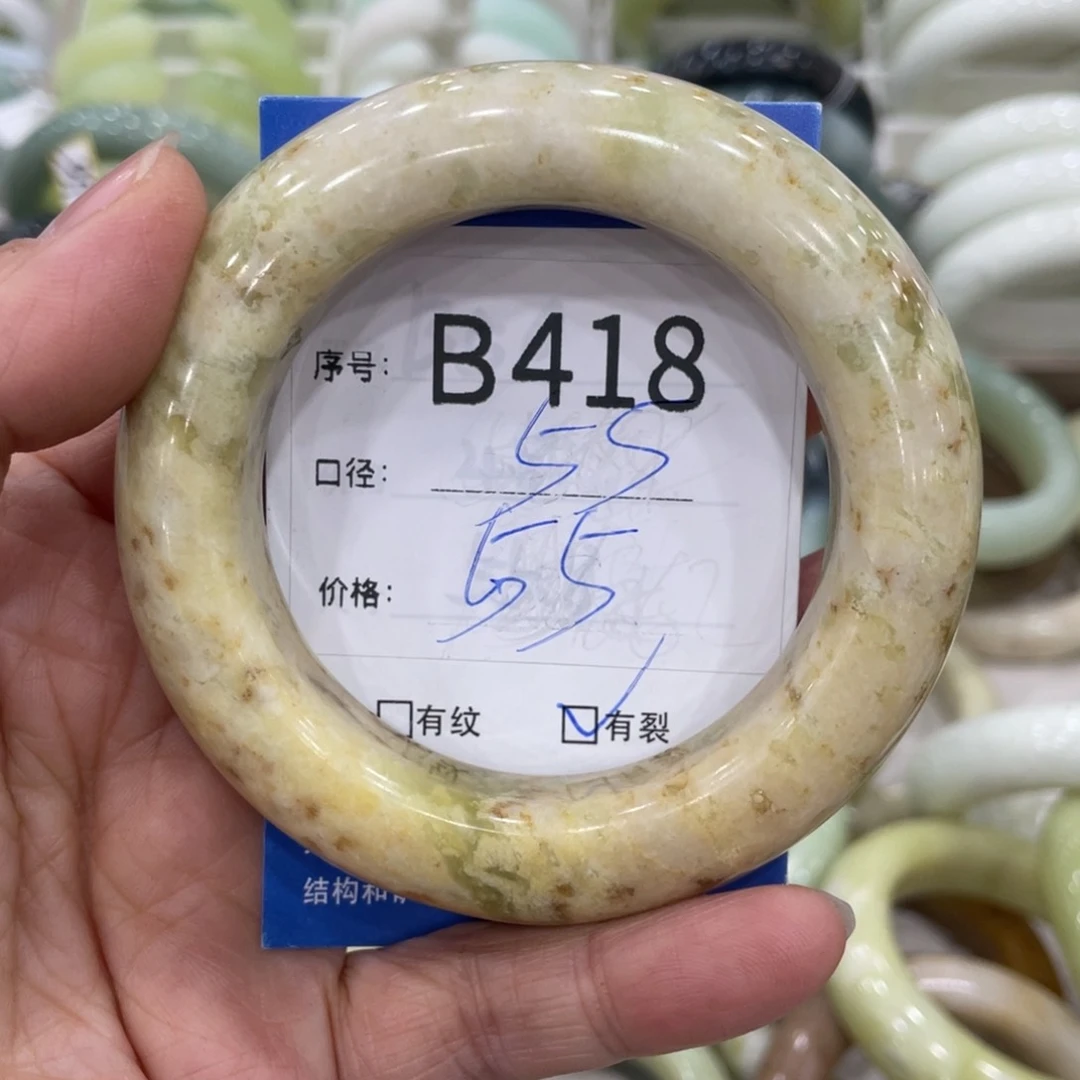 序号: B418
口径: 55
价格: 55
□有纹 ☑有裂
结构和